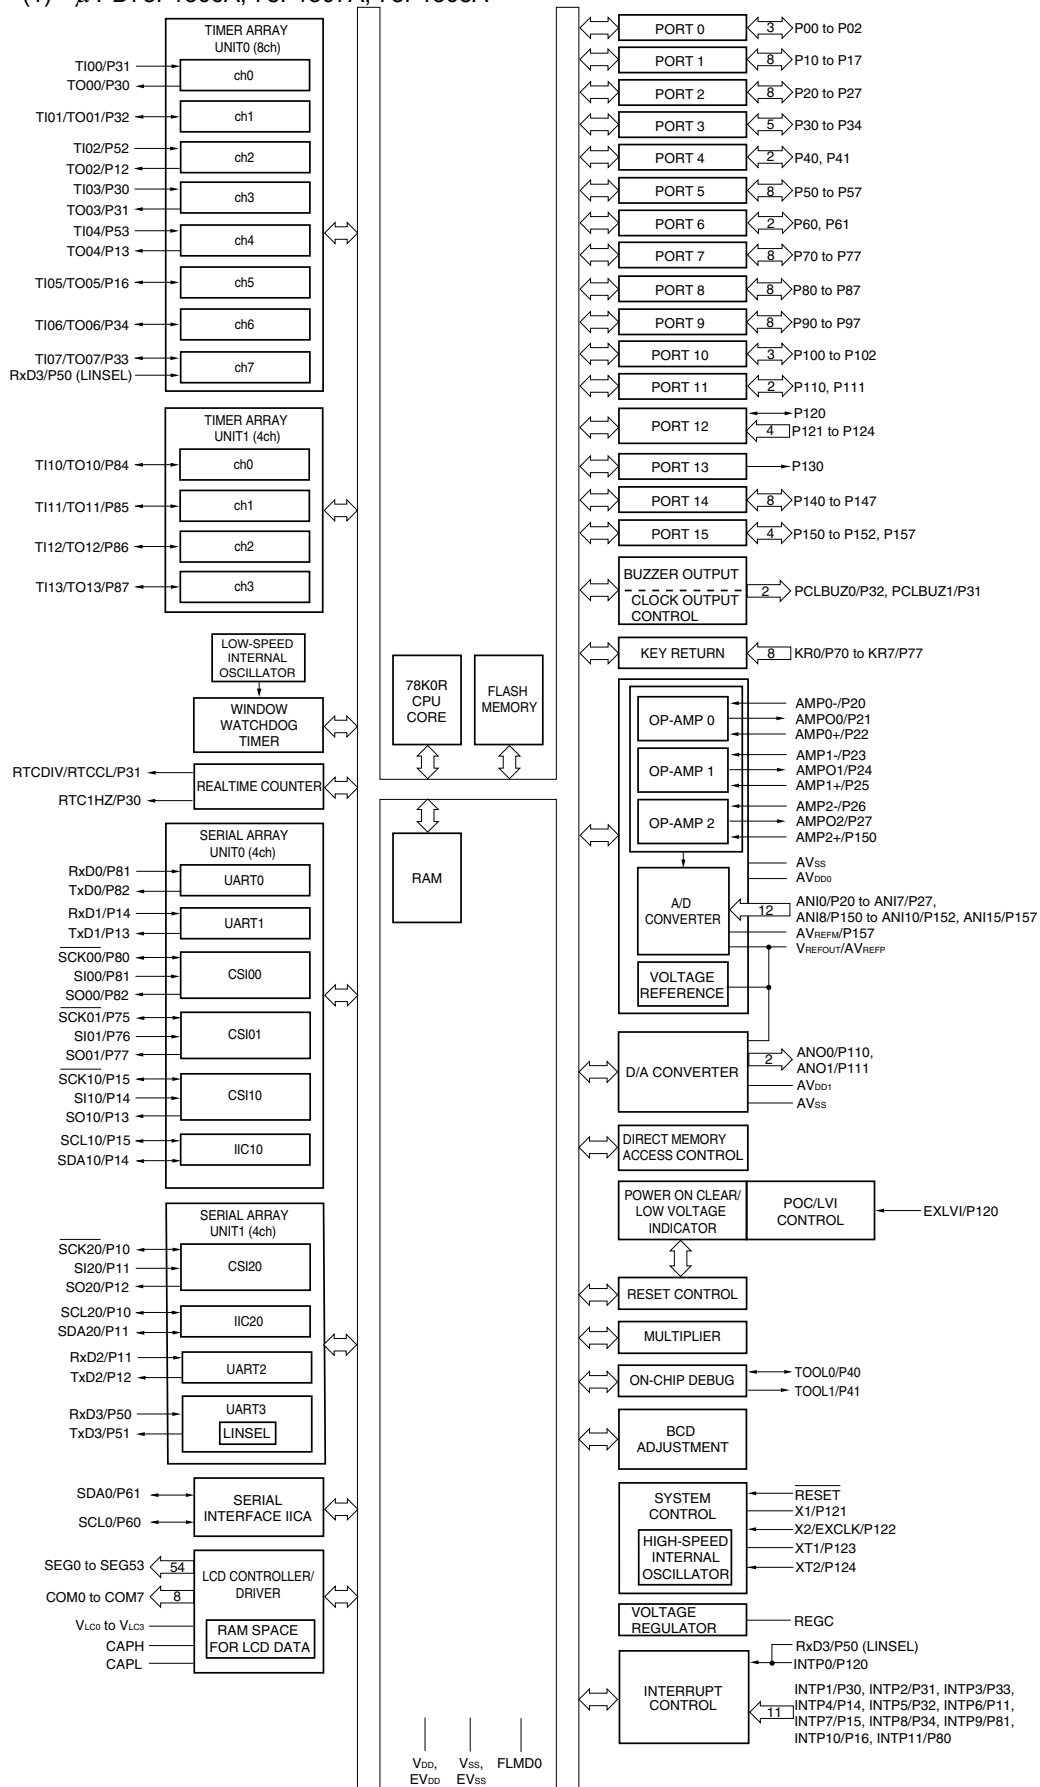 TIMER ARRAY
UNIT0 (8ch)
TI00/P31
TO00/P30
ch0
TI01/TO01/P32
ch1
TI02/P52
TO02/P12
ch2
TI03/P30
TO03/P31
ch3
TI04/P53
TO04/P13
ch4
TI05/TO05/P16
ch5
TI06/TO06/P34
ch6
TI07/TO07/P33
RxD3/P50 (LINSEL)
ch7
TIMER ARRAY
UNIT1 (4ch)
TI10/TO10/P84
ch0
TI11/TO11/P85
ch1
TI12/TO12/P86
ch2
TI13/TO13/P87
ch3
LOW-SPEED
INTERNAL
OSCILLATOR
WINDOW
WATCHDOG
TIMER
RTCDIV/RTCCL/P31
RTC1HZ/P30
REALTIME COUNTER
SERIAL ARRAY
UNIT0 (4ch)
RxD0/P81
TxD0/P82
UART0
RxD1/P14
TxD1/P13
UART1
SCK00/P80
SI00/P81
SO00/P82
CSI00
SCK01/P75
SI01/P76
SO01/P77
CSI01
SCK10/P15
SI10/P14
SO10/P13
CSI10
SCL10/P15
SDA10/P14
IIC10
SERIAL ARRAY
UNIT1 (4ch)
SCK20/P10
SI20/P11
SO20/P12
CSI20
SCL20/P10
SDA20/P11
IIC20
RxD2/P11
TxD2/P12
UART2
RxD3/P50
TxD3/P51
UART3
LINSEL
SDA0/P61
SCL0/P60
SERIAL
INTERFACE IICA
SEG0 to SEG53
54
COM0 to COM7
8
VLC0 to VLC3
CAPH
CAPL
LCD CONTROLLER/
DRIVER
RAM SPACE
FOR LCD DATA
78K0R
CPU
CORE
FLASH
MEMORY
RAM
VDD,
EVDD
VSS,
EVSS
FLMD0
PORT 0
3
P00 to P02
PORT 1
8
P10 to P17
PORT 2
8
P20 to P27
PORT 3
5
P30 to P34
PORT 4
2
P40, P41
PORT 5
8
P50 to P57
PORT 6
2
P60, P61
PORT 7
8
P70 to P77
PORT 8
8
P80 to P87
PORT 9
8
P90 to P97
PORT 10
3
P100 to P102
PORT 11
2
P110, P111
PORT 12
P120
4
P121 to P124
PORT 13
P130
PORT 14
8
P140 to P147
PORT 15
4
P150 to P152, P157
BUZZER OUTPUT
CLOCK OUTPUT
CONTROL
2
PCLBUZ0/P32, PCLBUZ1/P31
KEY RETURN
8
KR0/P70 to KR7/P77
OP-AMP 0
AMP0-/P20
AMPO0/P21
AMP0+/P22
OP-AMP 1
AMP1-/P23
AMPO1/P24
AMP1+/P25
OP-AMP 2
AMP2-/P26
AMPO2/P27
AMP2+/P150
AVSS
AVDD0
A/D
CONVERTER
12
ANI0/P20 to ANI7/P27,
ANI8/P150 to ANI10/P152, ANI15/P157
AVREFM/P157
VREFOUT/AVREFP
VOLTAGE
REFERENCE
D/A CONVERTER
2
ANO0/P110,
ANO1/P111
AVDD1
AVSS
DIRECT MEMORY
ACCESS CONTROL
POWER ON CLEAR/
LOW VOLTAGE
INDICATOR
POC/LVI
CONTROL
EXLVI/P120
RESET CONTROL
MULTIPLIER
ON-CHIP DEBUG
TOOL0/P40
TOOL1/P41
BCD
ADJUSTMENT
SYSTEM
CONTROL
HIGH-SPEED
INTERNAL
OSCILLATOR
RESET
X1/P121
X2/EXCLK/P122
XT1/P123
XT2/P124
VOLTAGE
REGULATOR
REGC
INTERRUPT
CONTROL
RxD3/P50 (LINSEL)
INTP0/P120
11
INTP1/P30, INTP2/P31, INTP3/P33,
INTP4/P14, INTP5/P32, INTP6/P11,
INTP7/P15, INTP8/P34, INTP9/P81,
INTP10/P16, INTP11/P80